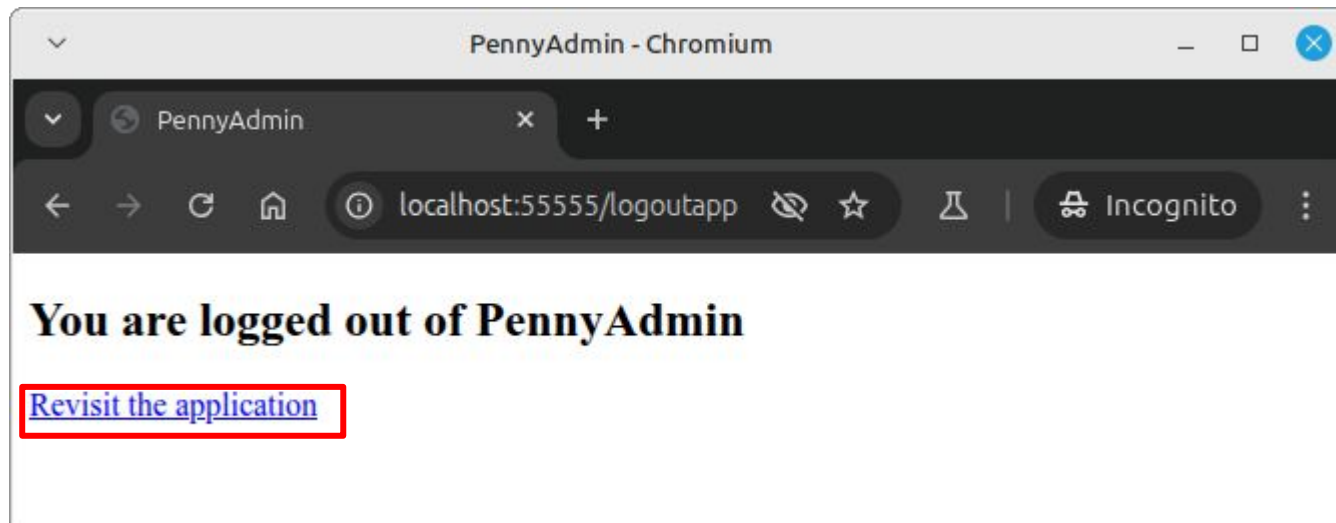 PennyAdmin - Chromium
PennyAdmin
localhost:55555/logoutapp Incognito
You are logged out of PennyAdmin
Revisit the application